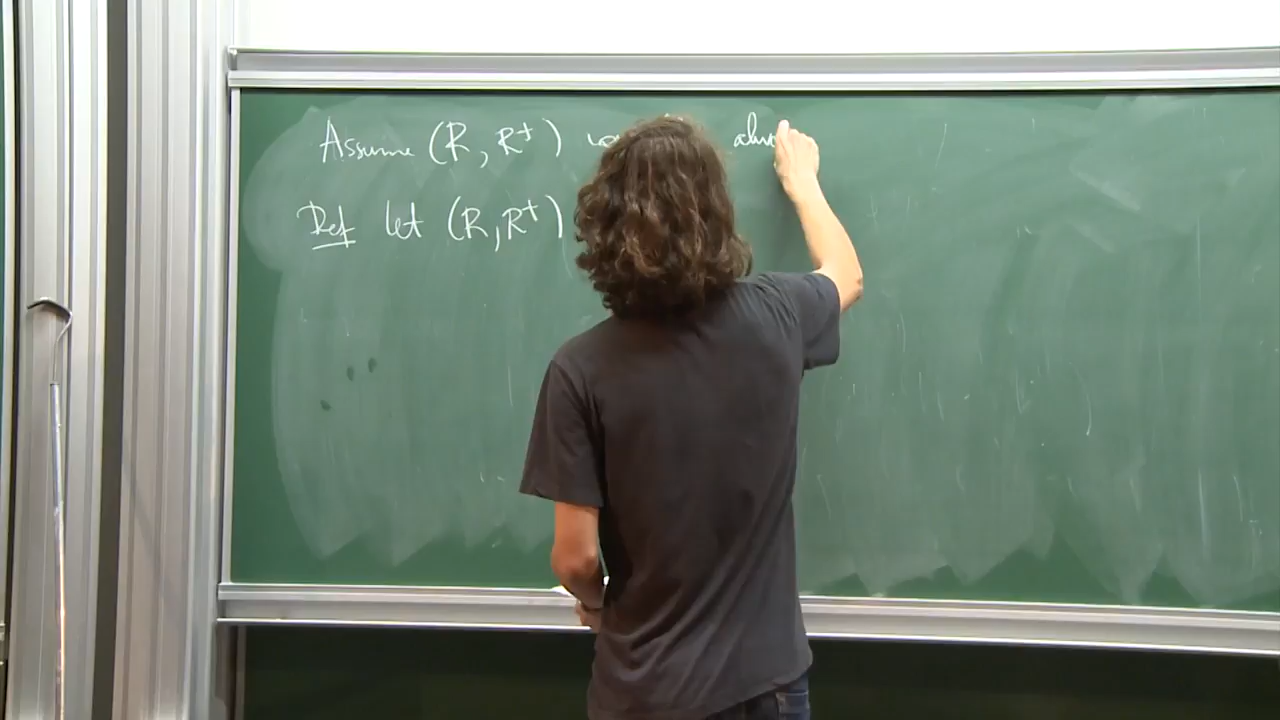 Assume (R, R⁺)
Def let (R, R⁺)